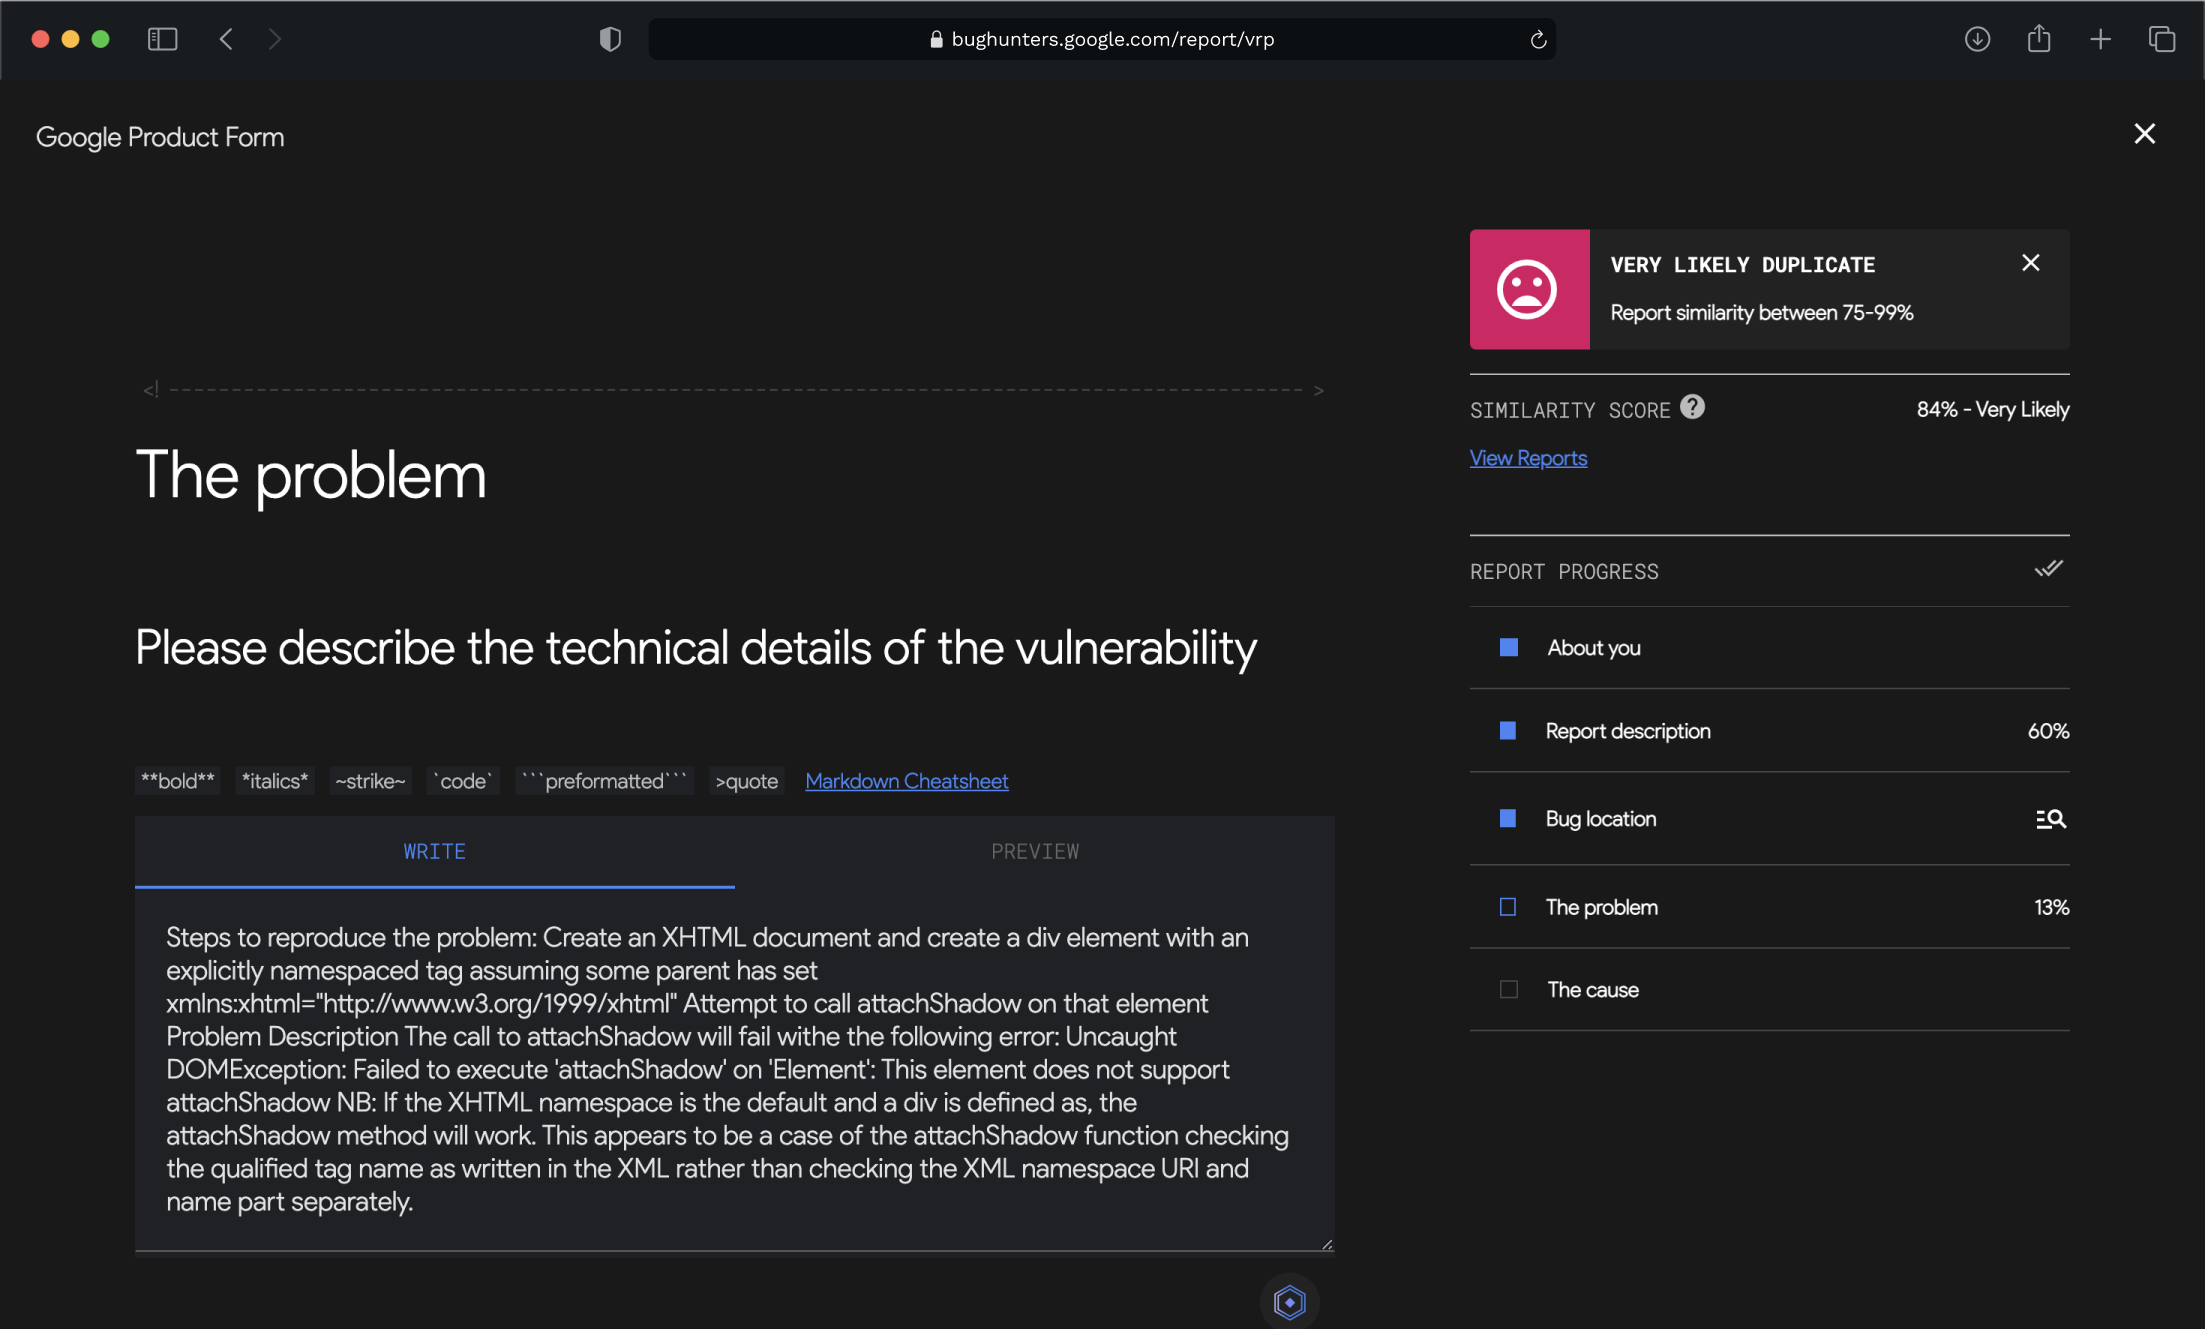 bughunters.google.com/report/vrp
Google Product Form
VERY LIKELY DUPLICATE
Report similarity between 75-99%
<! >
SIMILARITY SCORE ? 84% - Very Likely
View Reports
The problem
REPORT PROGRESS
Please describe the technical details of the vulnerability
About you
Report description 60%
**bold** *italics* ~strike~ `code` ```preformatted``` >quote Markdown Cheatsheet
Bug location
WRITE PREVIEW
The problem 13%
The cause
Steps to reproduce the problem: Create an XHTML document and create a div element with an
explicitly namespaced tag assuming some parent has set
xmlns:xhtml="http://www.w3.org/1999/xhtml" Attempt to call attachShadow on that element
Problem Description The call to attachShadow will fail withe the following error: Uncaught
DOMException: Failed to execute 'attachShadow' on 'Element': This element does not support
attachShadow NB: If the XHTML namespace is the default and a div is defined as, the
attachShadow method will work. This appears to be a case of the attachShadow function checking
the qualified tag name as written in the XML rather than checking the XML namespace URI and
name part separately.